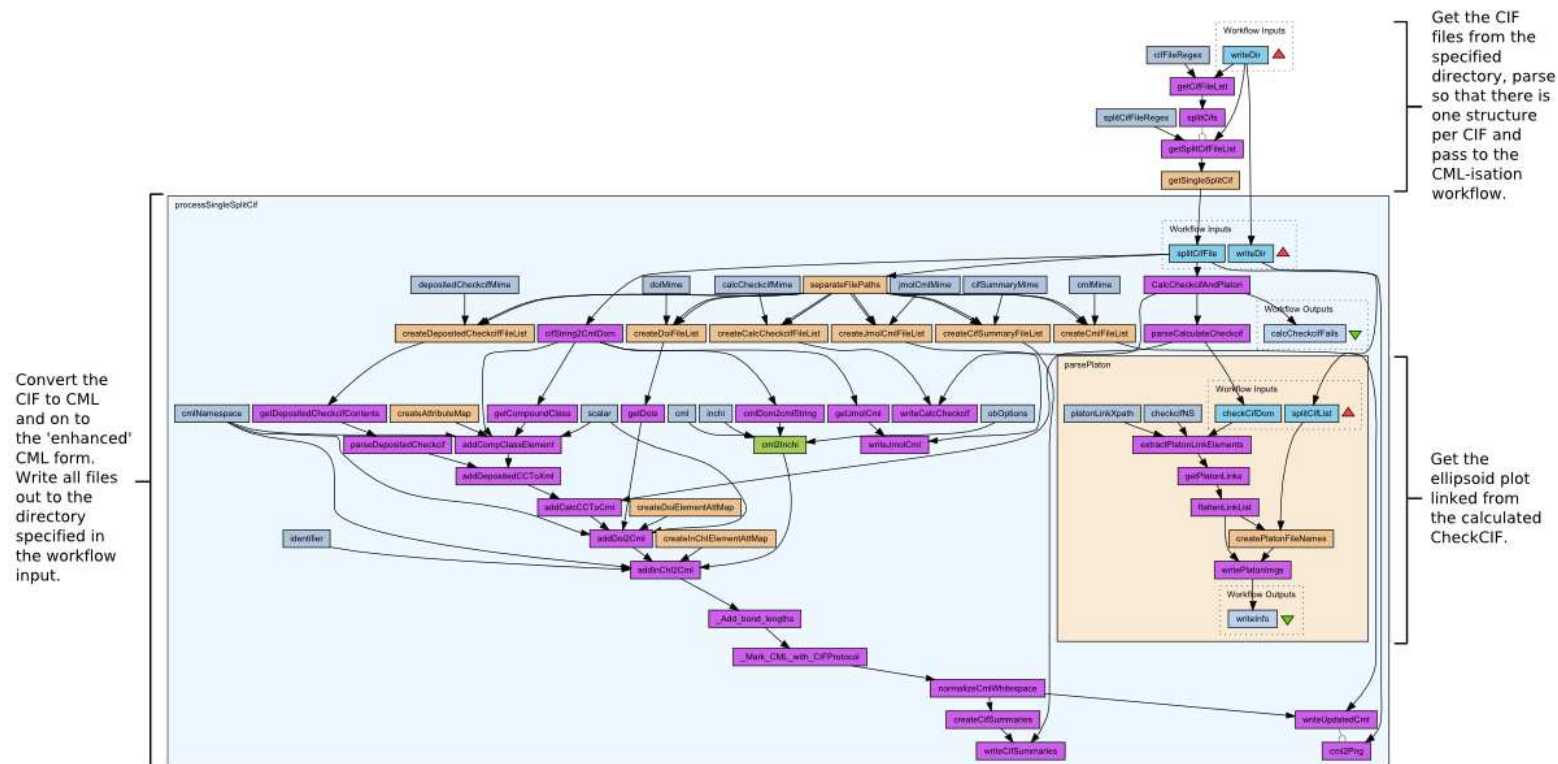 Get the CIF
files from the
specified
directory, parse
so that there is
one structure
per CIF and
pass to the
CML-isation
workflow.
Workflow Inputs
cifFileRegex writeDir
getCifFileList
splitCifFileRegex splitCifs
getSplitCifFileList
getSingleSplitCif
processSingleSplitCif
Workflow Inputs
splitCifFile writeDir
depositedCheckcifMime doiMime calcCheckcifMime separateFilePaths jmolCmlMime cifSummaryMime cmlMime CalcCheckcifAndPlaton
Workflow Outputs
createDepositedCheckcifFileList cifString2CmlDom createDoiFileList createCalcCheckcifFileList createJmolCmlFileList createCifSummaryFileList createCmlFileList parseCalculateCheckcif calcCheckcifFails
parsePlaton
Workflow Inputs
cmlNamespace getDepositedCheckcifContents createAttributeMap getCompoundClass scalar getDois cml inchi cmlDom2cmlString getJmolCml writeCalcCheckcif obOptions platonLinkXpath checkcifNS checkCifDom splitCifList
parseDepositedCheckcif addCompClassElement cml2Inchi writeJmolCml extractPlatonLinkElements
addDepositedCCToXml getPlatonLinks
addCalcCCTpCml createDoiElementAttMap flattenLinkList
identifier addDoi2Cml createInChIElementAttMap createPlatonFileNames
addInChI2Cml writePlatonImgs
Workflow Outputs
_Add_bond_lengths writeInfo
_Mark_CML_with_CIFProtocal
normalizeCmlWhitespace
createCifSummaries writeUpdatedCml
writeCifSummaries cml2Png
Convert the
CIF to CML
and on to
the 'enhanced'
CML form.
Write all files
out to the
directory
specified in
the workflow
input.
Get the
ellipsoid plot
linked from
the calculated
CheckCIF.